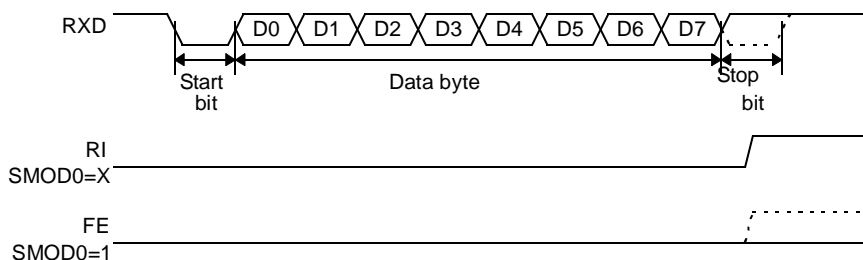 RXD D0 D1 D2 D3 D4 D5 D6 D7
Start Data byte Stop
bit bit
RI
SMOD0=X
FE
SMOD0=1